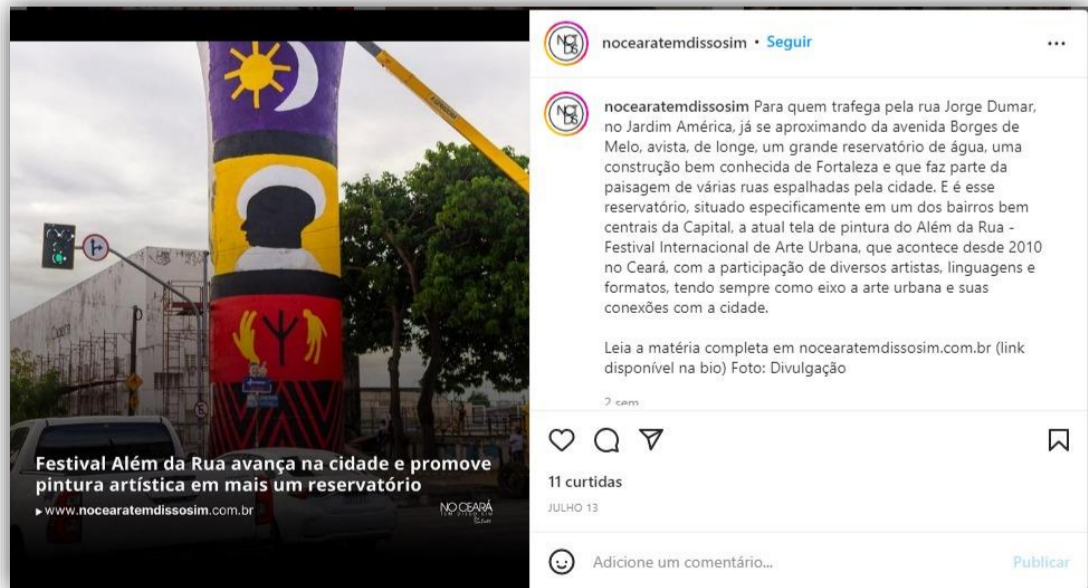 Festival Além da Rua avança na cidade e promove
pintura artística em mais um reservatório
www.nocearatemdissosim.com.br
NO CEARÁ
TEM DISSO SIM
nocearatemdissosim • Seguir
nocearatemdissosim Para quem trafega pela rua Jorge Dumar,
no Jardim América, já se aproximando da avenida Borges de
Melo, avista, de longe, um grande reservatório de água, uma
construção bem conhecida de Fortaleza e que faz parte da
paisagem de várias ruas espalhadas pela cidade. E é esse
reservatório, situado especificamente em um dos bairros bem
centrais da Capital, a atual tela de pintura do Além da Rua -
Festival Internacional de Arte Urbana, que acontece desde 2010
no Ceará, com a participação de diversos artistas, linguagens e
formatos, tendo sempre como eixo a arte urbana e suas
conexões com a cidade.
Leia a matéria completa em nocearatemdissosim.com.br (link
disponível na bio) Foto: Divulgação
2 sem
11 curtidas
JULHO 13
Adicione um comentário...
Publicar